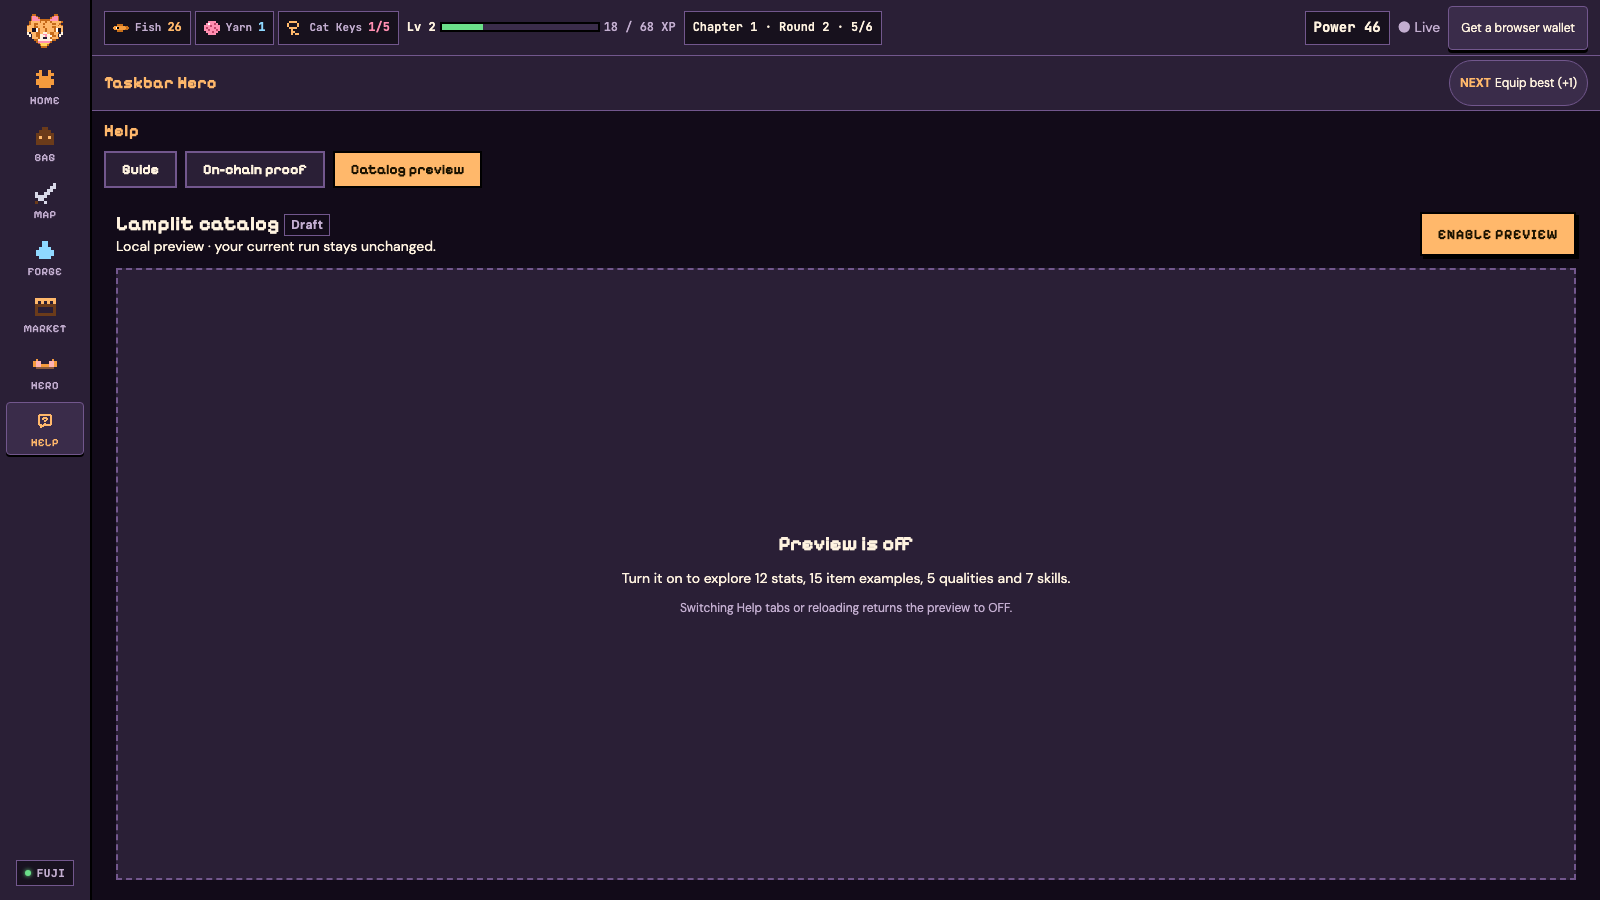 Fish 26
Yarn 1
Cat Keys 1/5
Lv 2
18 / 68 XP
Chapter 1 · Round 2 · 5/6
Power 46
Live
Get a browser wallet
HOME
BAG
MAP
FORGE
MARKET
HERO
HELP
FUJI
Taskbar Hero
NEXT Equip best (+1)
Help
Guide
On-chain proof
Catalog preview
Lamplit catalog
Draft
Local preview · your current run stays unchanged.
ENABLE PREVIEW
Preview is off
Turn it on to explore 12 stats, 15 item examples, 5 qualities and 7 skills.
Switching Help tabs or reloading returns the preview to OFF.